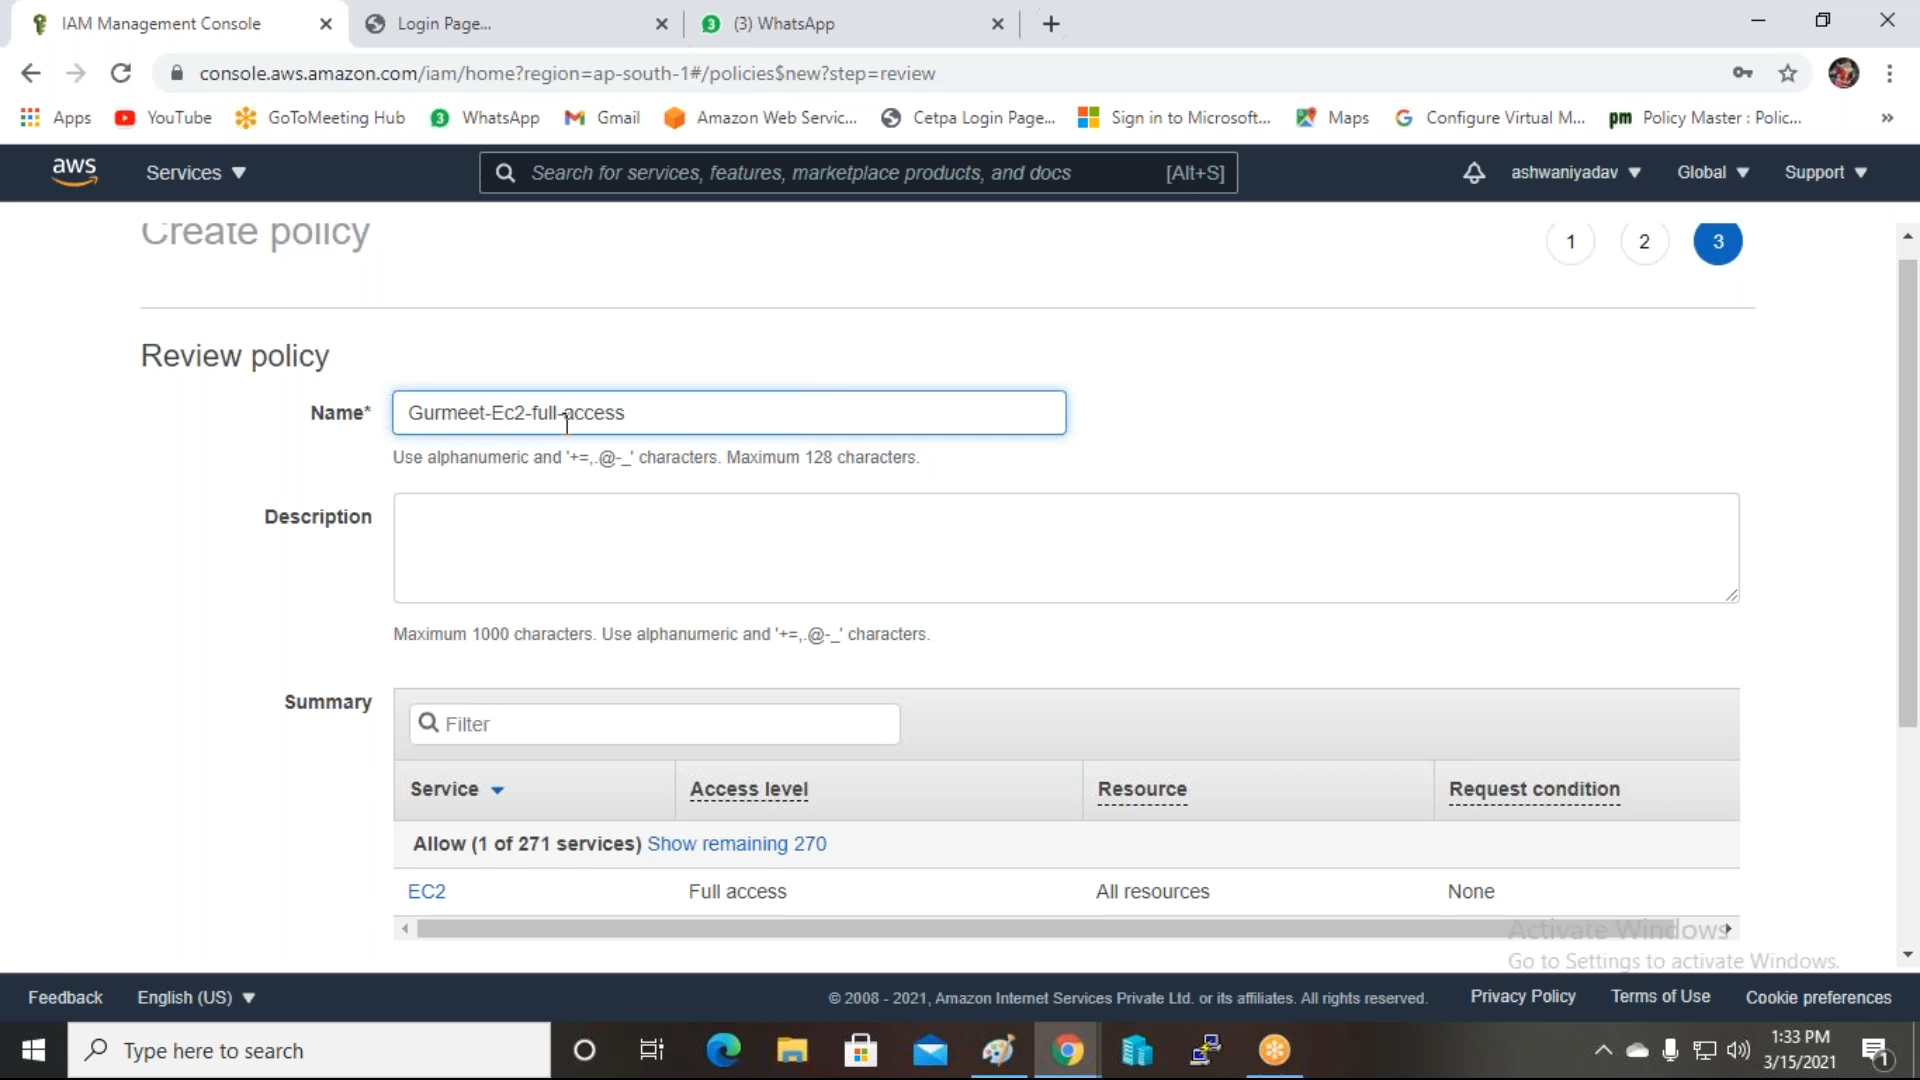 IAM Management Console
Login Page...
3 (3) WhatsApp
console.aws.amazon.com/iam/home?region=ap-south-1#/policies$new?step=review
Apps YouTube GoToMeeting Hub 3 WhatsApp Gmail Amazon Web Servic... Cetpa Login Page... Sign in to Microsoft... Maps G Configure Virtual M... pm Policy Master : Polic... »
aws Services Search for services, features, marketplace products, and docs [Alt+S] ashwaniyadav Global Support
Create policy 1 2 3
Review policy
Name* Gurmeet-Ec2-full-access
Use alphanumeric and '+=,.@-_' characters. Maximum 128 characters.
Description
Maximum 1000 characters. Use alphanumeric and '+=,.@-_' characters.
Summary Filter
Service Access level Resource Request condition
Allow (1 of 271 services) Show remaining 270
EC2 Full access All resources None
Activate Windows
Go to Settings to activate Windows.
Feedback English (US) © 2008 - 2021, Amazon Internet Services Private Ltd. or its affiliates. All rights reserved. Privacy Policy Terms of Use Cookie preferences
Type here to search 1:33 PM
3/15/2021 1